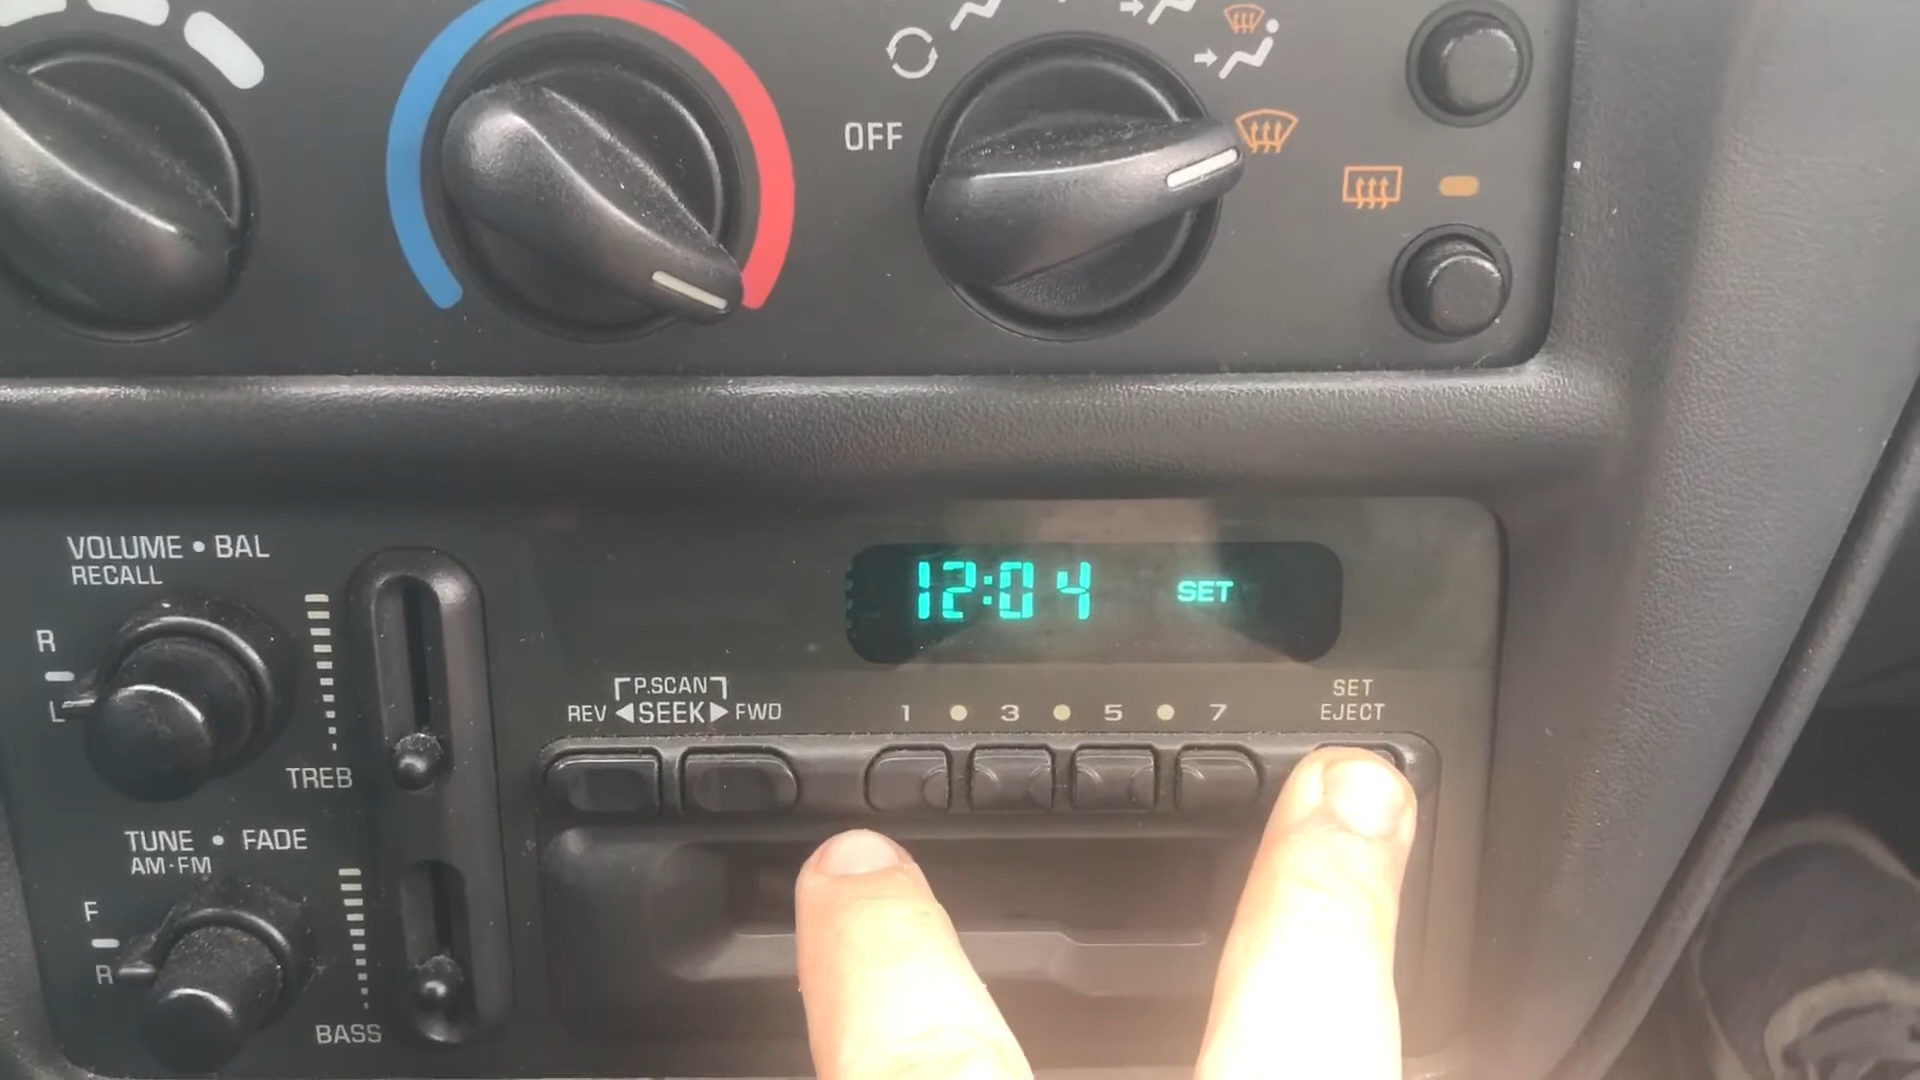 OFF
VOLUME • BAL
RECALL
R
L
TREB
12:04 SET
P.SCAN
REV ◀SEEK▶ FWD
1 • 3 • 5 • 7
SET
EJECT
TUNE • FADE
AM·FM
F
R
BASS